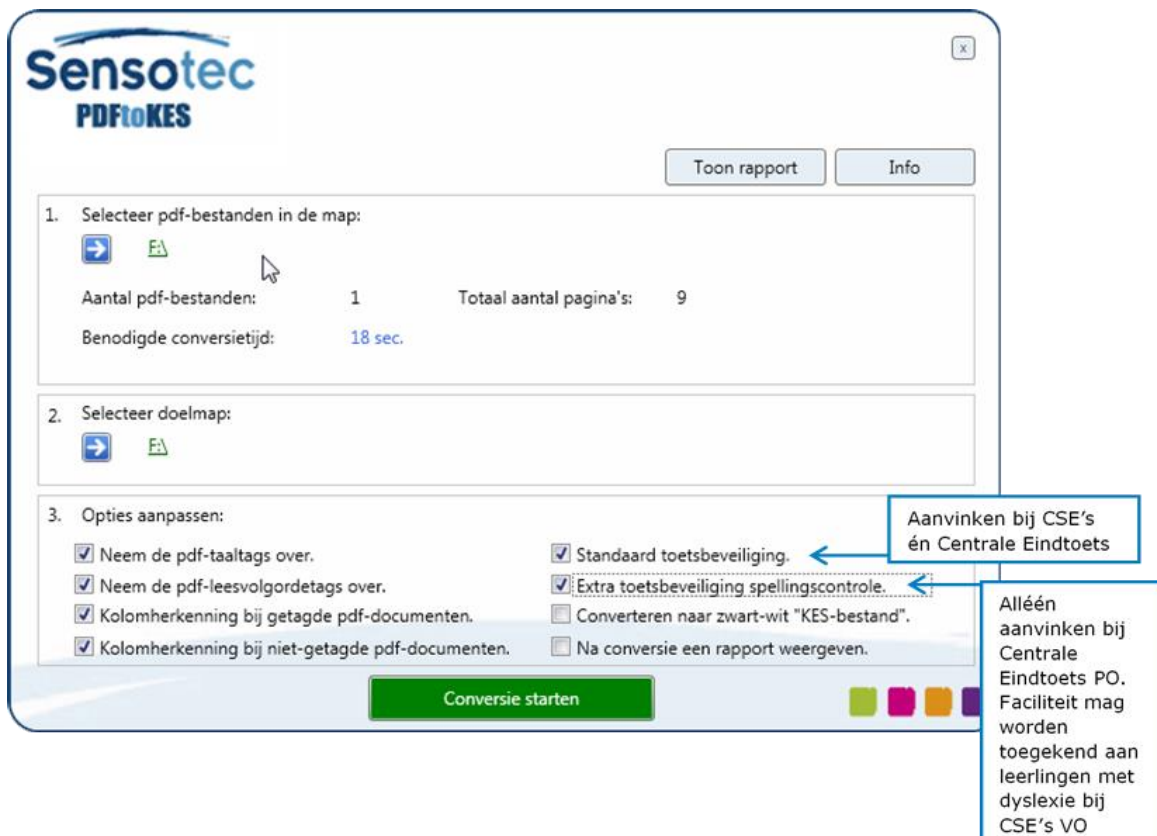 Sensotec
PDFtoKES
x
Toon rapport
Info
1. Selecteer pdf-bestanden in de map:
F:\
Aantal pdf-bestanden: 1 Totaal aantal pagina's: 9
Benodigde conversietijd: 18 sec.
2. Selecteer doelmap:
F:\
3. Opties aanpassen:
Neem de pdf-taaltags over.
Neem de pdf-leesvolgordetags over.
Kolomherkenning bij getagde pdf-documenten.
Kolomherkenning bij niet-getagde pdf-documenten.
Standaard toetsbeveiliging.
Extra toetsbeveiliging spellingscontrole.
Converteren naar zwart-wit "KES-bestand".
Na conversie een rapport weergeven.
Conversie starten
Aanvinken bij CSE's
én Centrale Eindtoets
Alléén
aanvinken bij
Centrale
Eindtoets PO.
Faciliteit mag
worden
toegekend aan
leerlingen met
dyslexie bij
CSE's VO